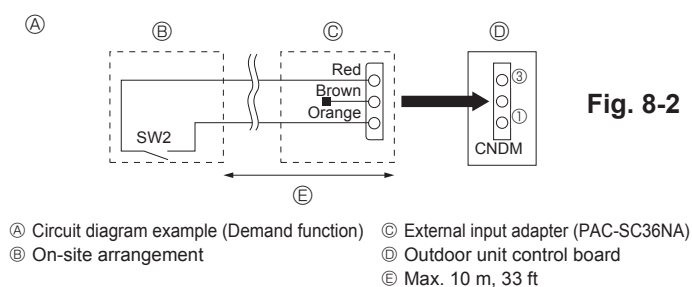 Ⓐ
Ⓑ Ⓒ Ⓓ
Red
Brown
Orange
SW2
③
①
CNDM
Ⓔ
Fig. 8-2
Ⓐ Circuit diagram example (Demand function)
Ⓑ On-site arrangement
Ⓒ External input adapter (PAC-SC36NA)
Ⓓ Outdoor unit control board
Ⓔ Max. 10 m, 33 ft